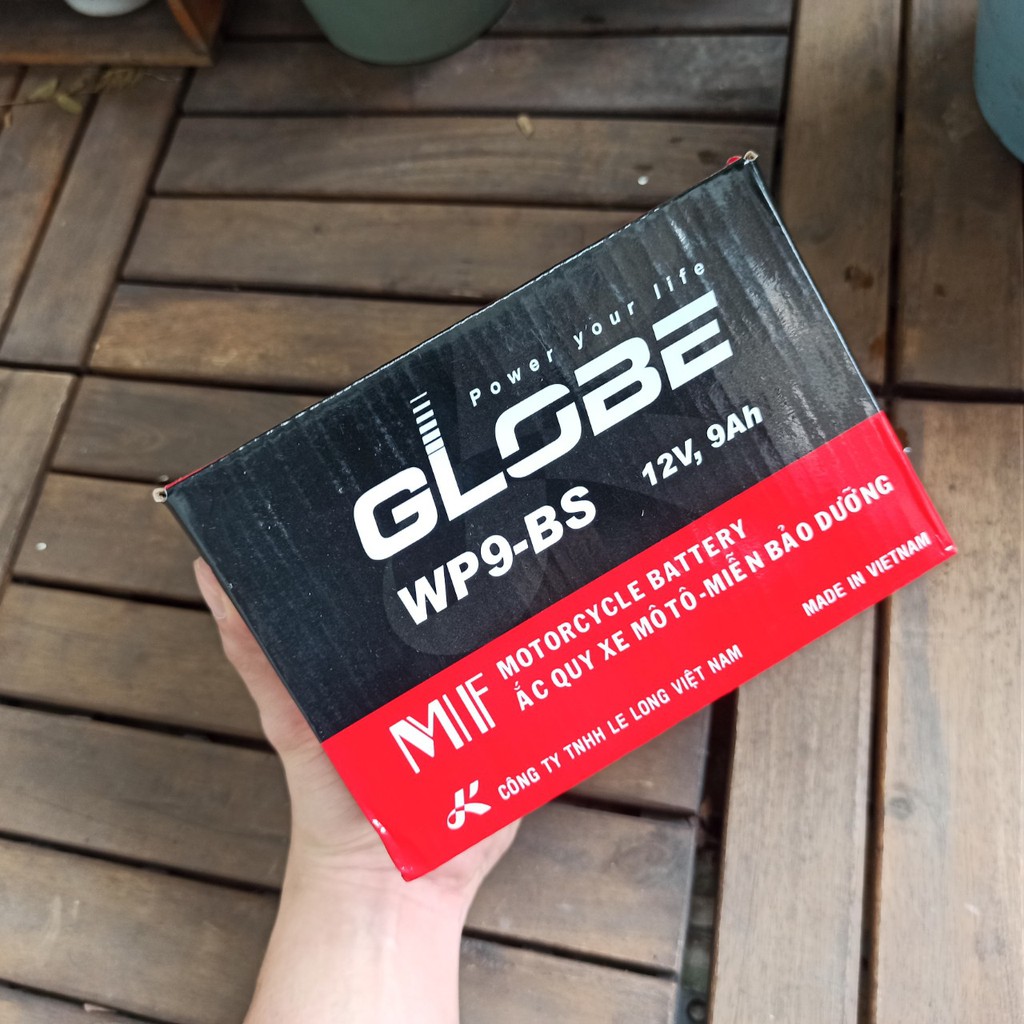 Power your life
GLOBE
WP9-BS 12V, 9Ah
MF MOTORCYCLE BATTERY
ẮC QUY XE MÔTÔ-MIỄN BẢO DƯỠNG
CÔNG TY TNHH LE LONG VIỆT NAM MADE IN VIETNAM